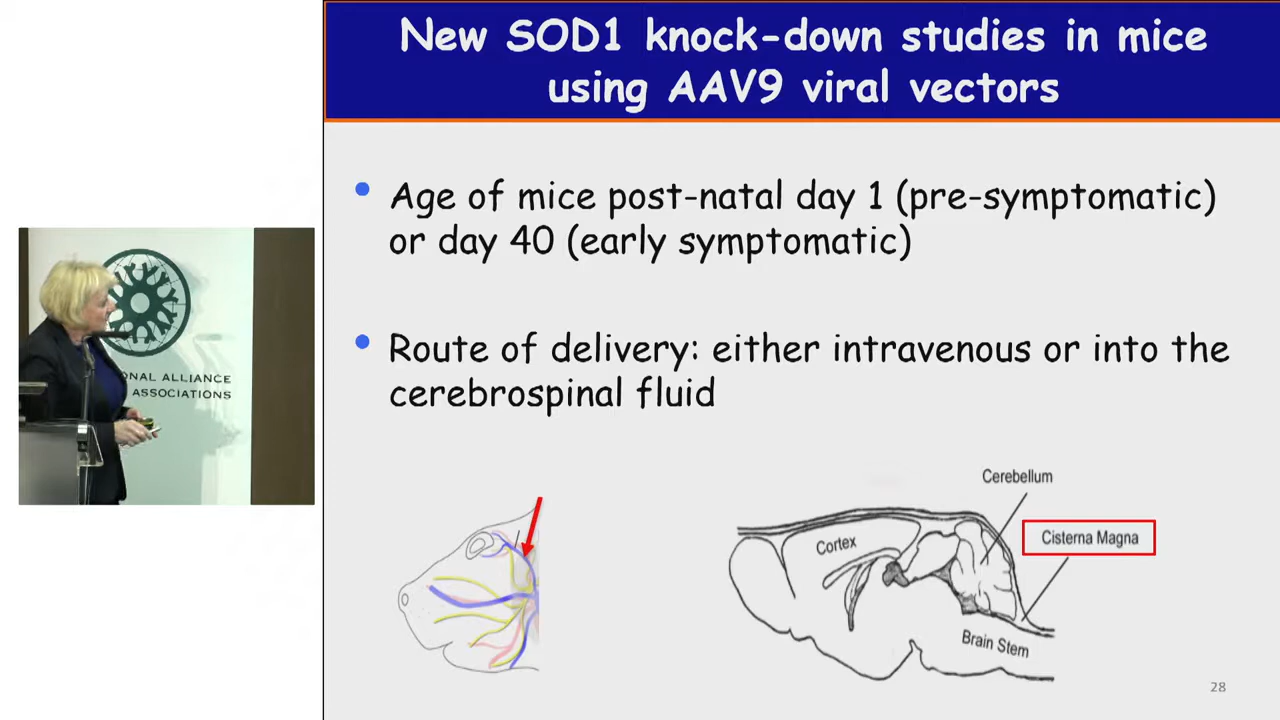 New SOD1 knock-down studies in mice
using AAV9 viral vectors
• Age of mice post-natal day 1 (pre-symptomatic)
or day 40 (early symptomatic)
• Route of delivery: either intravenous or into the
cerebrospinal fluid
ONAL ALLIANCE
ASSOCIATIONS
Cerebellum
Cisterna Magna
Cortex
Brain Stem
28